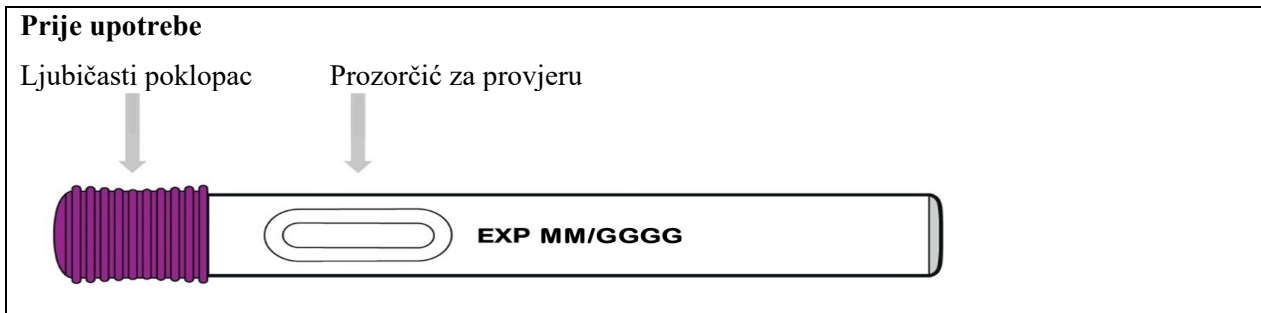 Prije upotrebe
Ljubičasti poklopac Prozorčić za provjeru
EXP MM/GGGG